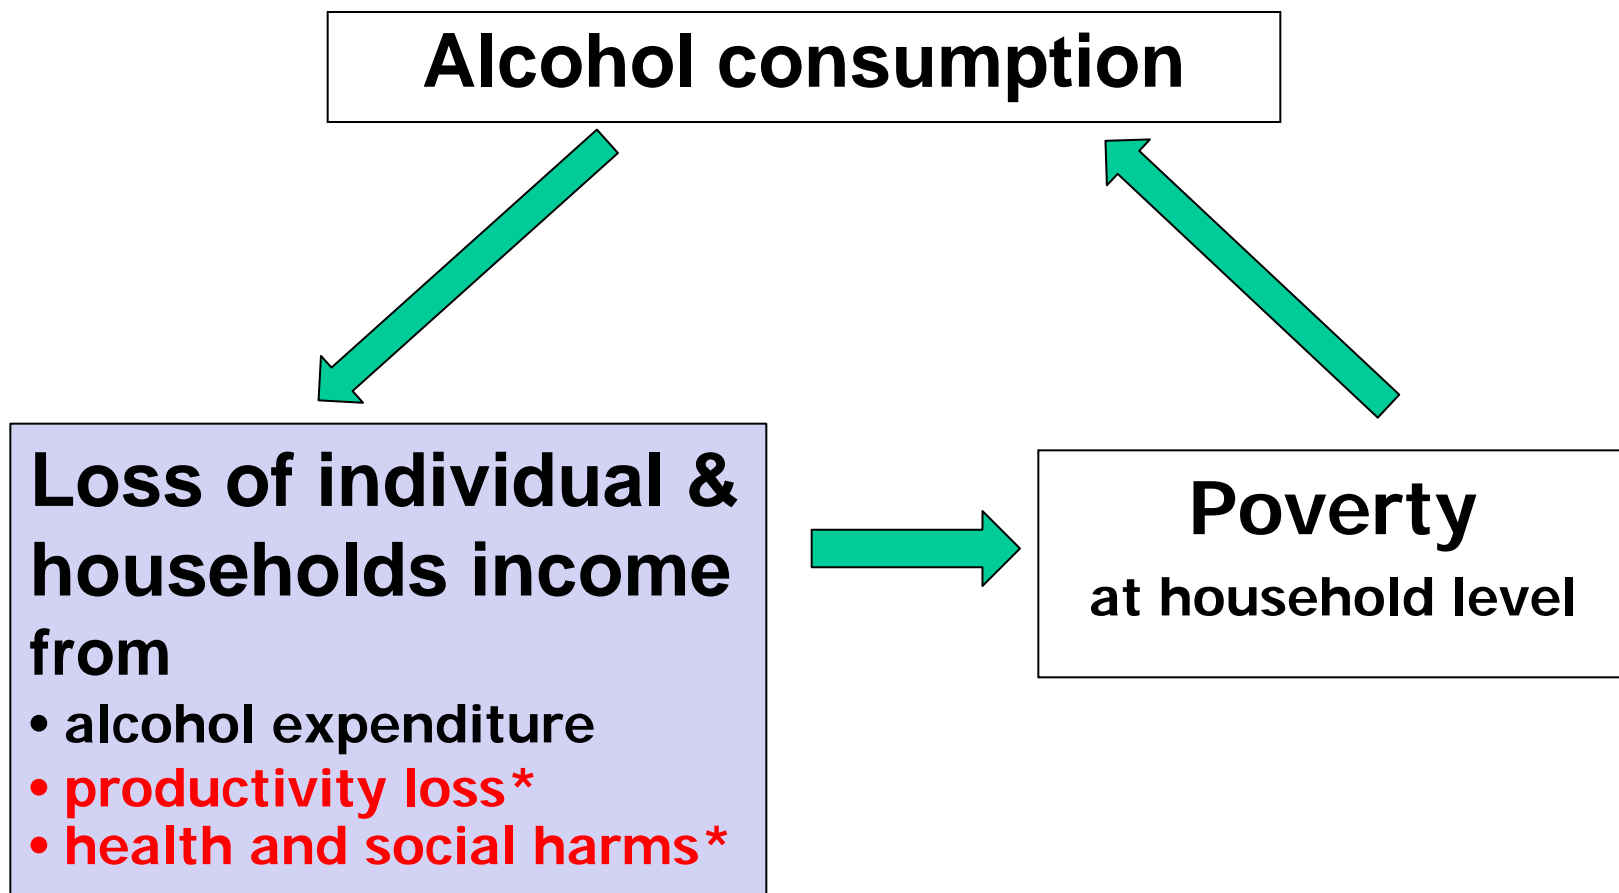 Alcohol consumption
Loss of individual &
households income
from
• alcohol expenditure
• productivity loss*
• health and social harms*
Poverty
at household level